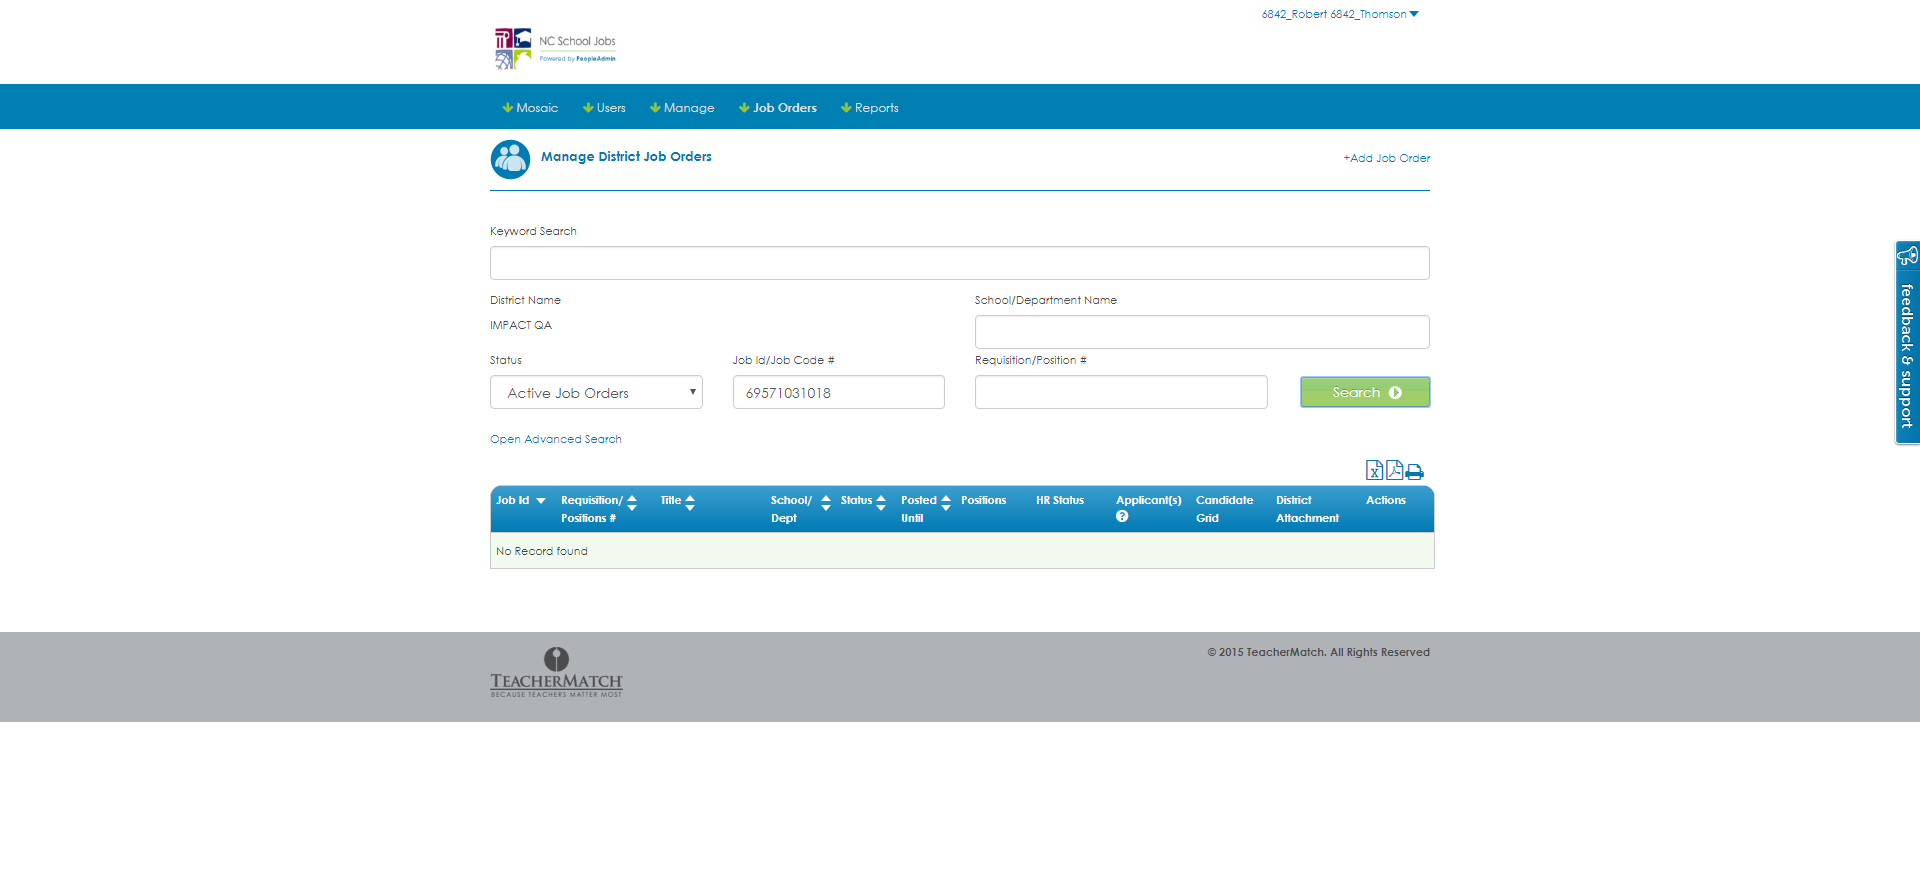 6842_Robert 6842_Thomson
NC School Jobs
Powered by PeopleAdmin
Mosaic Users Manage Job Orders Reports
Manage District Job Orders
+Add Job Order
Keyword Search
District Name
School/Department Name
IMPACT QA
Status
Job Id/Job Code #
Requisition/Position #
Active Job Orders
69571031018
Search
Open Advanced Search
Job Id
Requisition/
Positions #
Title
School/
Dept
Status
Posted
Until
Positions
HR Status
Applicant(s)
?
Candidate
Grid
District
Attachment
Actions
No Record found
feedback & support
TEACHERMATCH
BECAUSE TEACHERS MATTER MOST
© 2015 TeacherMatch. All Rights Reserved